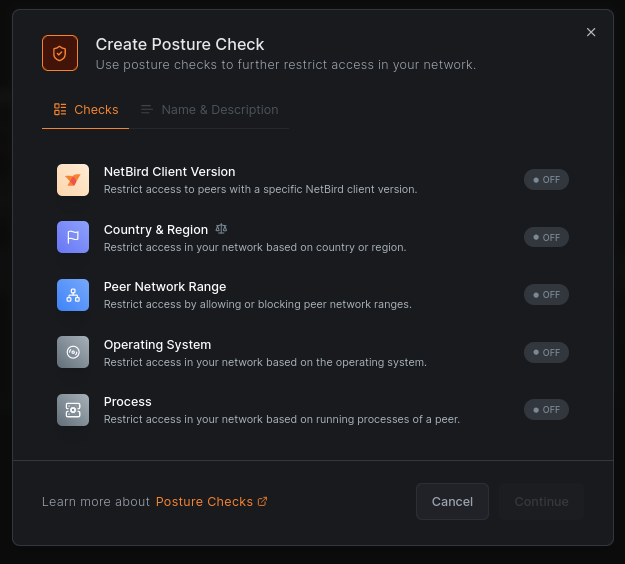 Create Posture Check
Use posture checks to further restrict access in your network.
Checks
Name & Description
NetBird Client Version
Restrict access to peers with a specific NetBird client version.
OFF
Country & Region
Restrict access in your network based on country or region.
OFF
Peer Network Range
Restrict access by allowing or blocking peer network ranges.
OFF
Operating System
Restrict access in your network based on the operating system.
OFF
Process
Restrict access in your network based on running processes of a peer.
OFF
Learn more about Posture Checks
Cancel
Continue